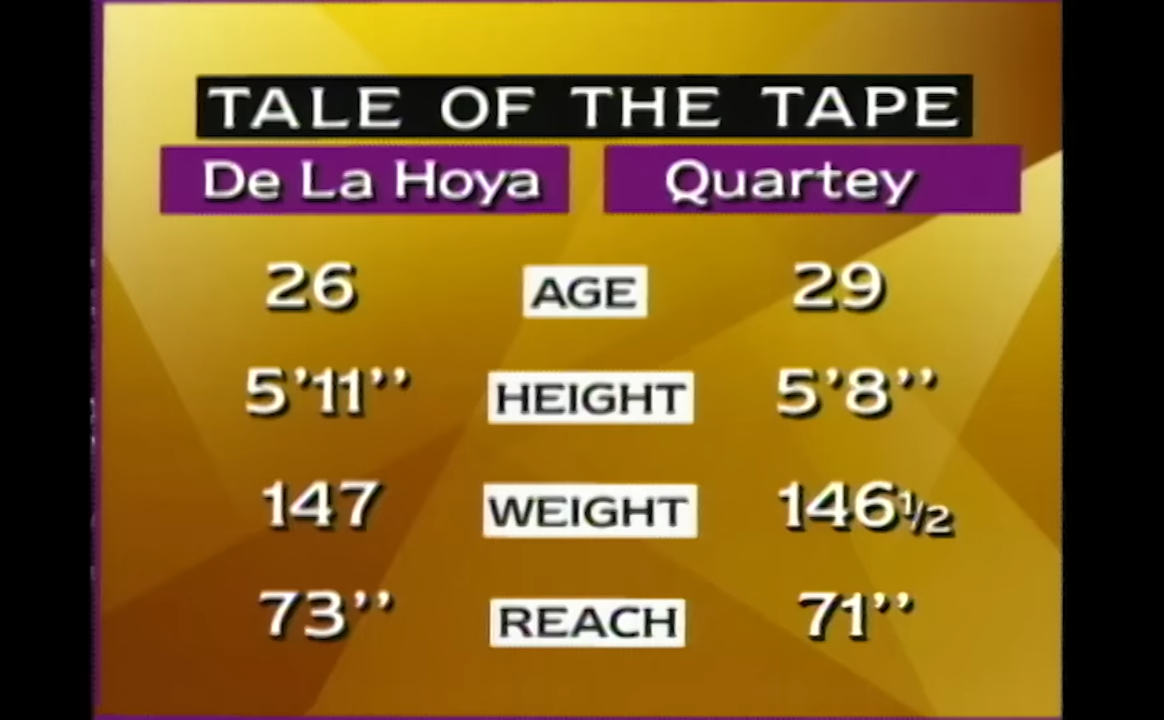 TALE OF THE TAPE
De La Hoya Quartey
26 AGE 29
5'11'' HEIGHT 5'8''
147 WEIGHT 146½
73'' REACH 71''